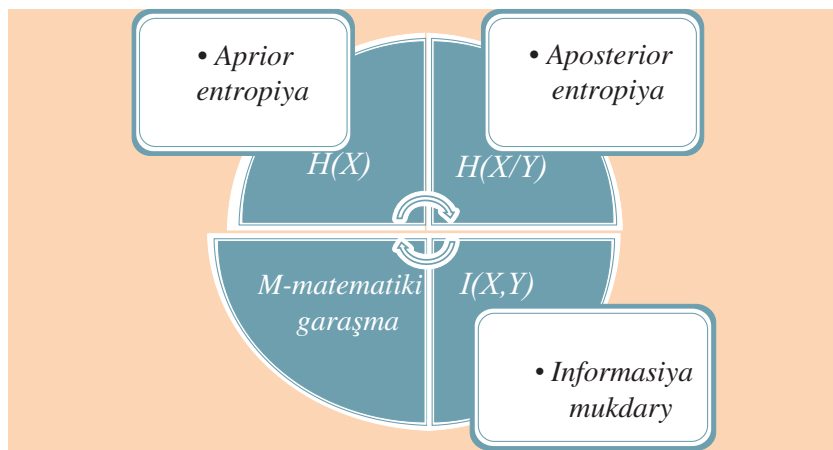 • Aprior
entropiya
• Aposterior
entropiya
H(X)
H(X/Y)
M-matematiki
garaşma
I(X,Y)
• Informasiya
mukdary